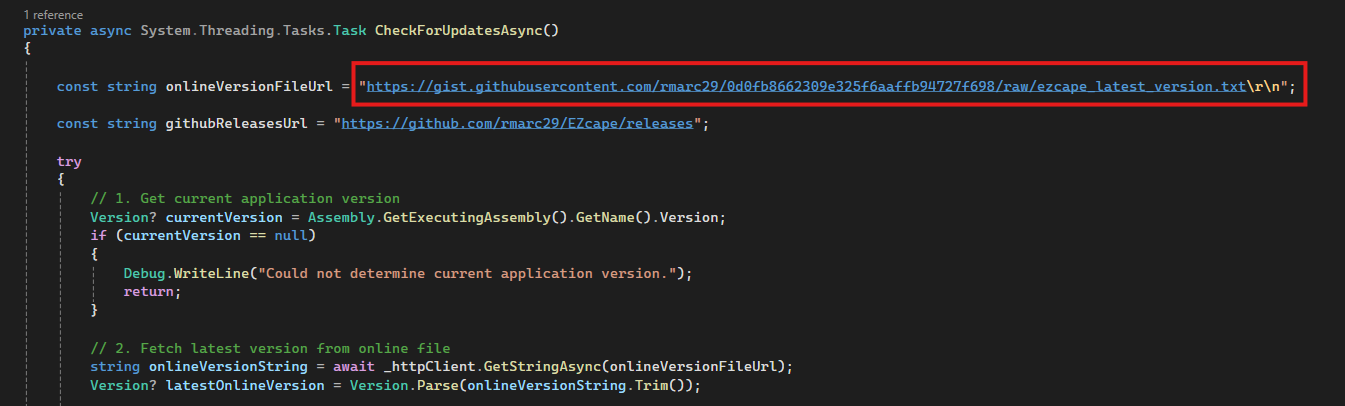 1 reference
private async System.Threading.Tasks.Task CheckForUpdatesAsync()
{
const string onlineVersionFileUrl = "https://gist.githubusercontent.com/rmarc29/0d0fb8662309e325f6aaffb94727f698/raw/ezcape_latest_version.txt\r\n";
const string githubReleasesUrl = "https://github.com/rmarc29/EZcape/releases";
try
{
// 1. Get current application version
Version? currentVersion = Assembly.GetExecutingAssembly().GetName().Version;
if (currentVersion == null)
{
Debug.WriteLine("Could not determine current application version.");
return;
}
// 2. Fetch latest version from online file
string onlineVersionString = await _httpClient.GetStringAsync(onlineVersionFileUrl);
Version? latestOnlineVersion = Version.Parse(onlineVersionString.Trim());